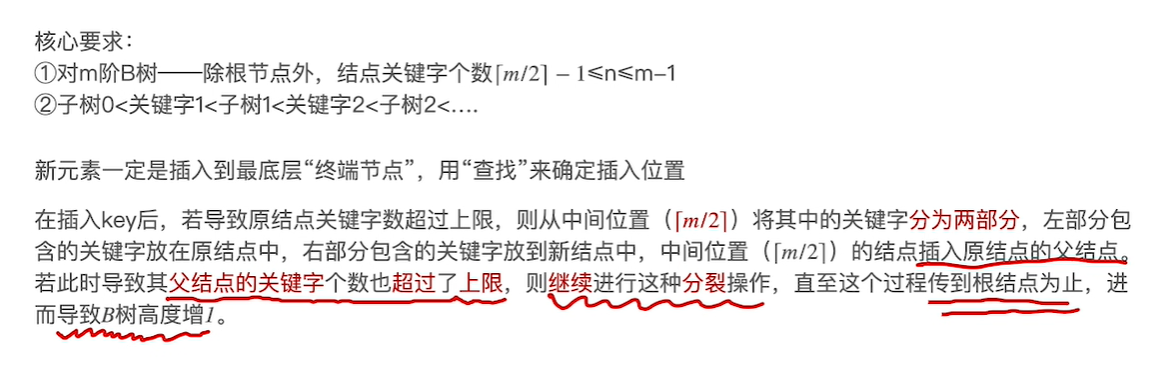 核心要求：
①对m阶B树——除根节点外，结点关键字个数⌈m/2⌉ − 1≤n≤m−1
②子树0<关键字1<子树1<关键字2<子树2<….
新元素一定是插入到最底层“终端节点”，用“查找”来确定插入位置
在插入key后，若导致原结点关键字数超过上限，则从中间位置（⌈m/2⌉）将其中的关键字分为两部分，左部分包
含的关键字放在原结点中，右部分包含的关键字放到新结点中，中间位置（⌈m/2⌉）的结点插入原结点的父结点。
若此时导致其父结点的关键字个数也超过了上限，则继续进行这种分裂操作，直至这个过程传到根结点为止，进
而导致B树高度增1。